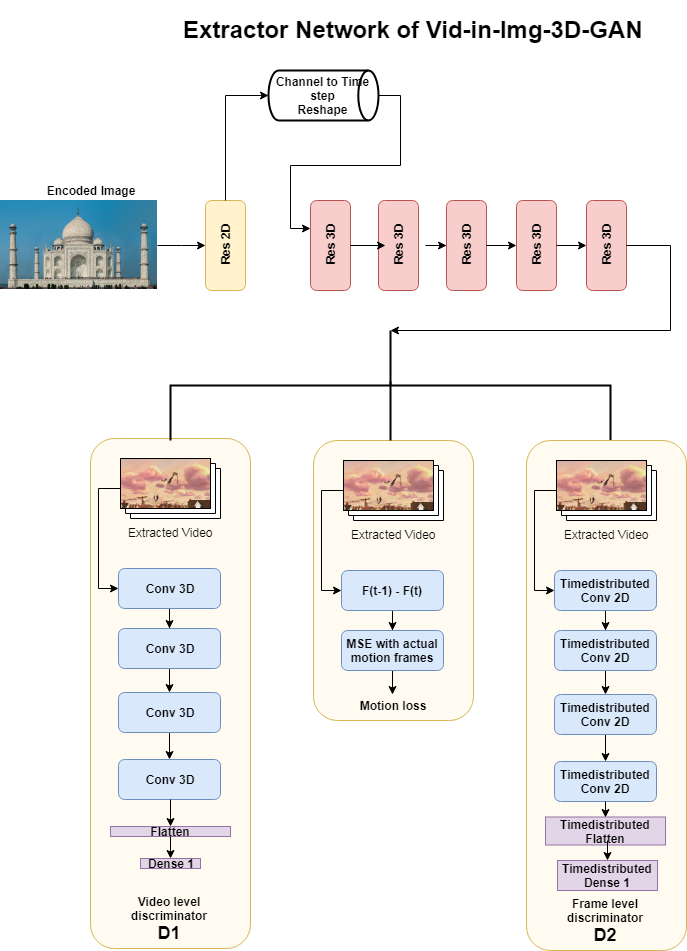 Extractor Network of Vid-in-Img-3D-GAN
Channel to Time
step
Reshape
Encoded Image
Res 2D
Res 3D
Res 3D
Res 3D
Res 3D
Res 3D
Extracted Video
Conv 3D
Conv 3D
Conv 3D
Conv 3D
Flatten
Dense 1
Video level
discriminator
D1
Extracted Video
F(t-1) - F(t)
MSE with actual
motion frames
Motion loss
Extracted Video
Timedistributed
Conv 2D
Timedistributed
Conv 2D
Timedistributed
Conv 2D
Timedistributed
Conv 2D
Timedistributed
Flatten
Timedistributed
Dense 1
Frame level
discriminator
D2